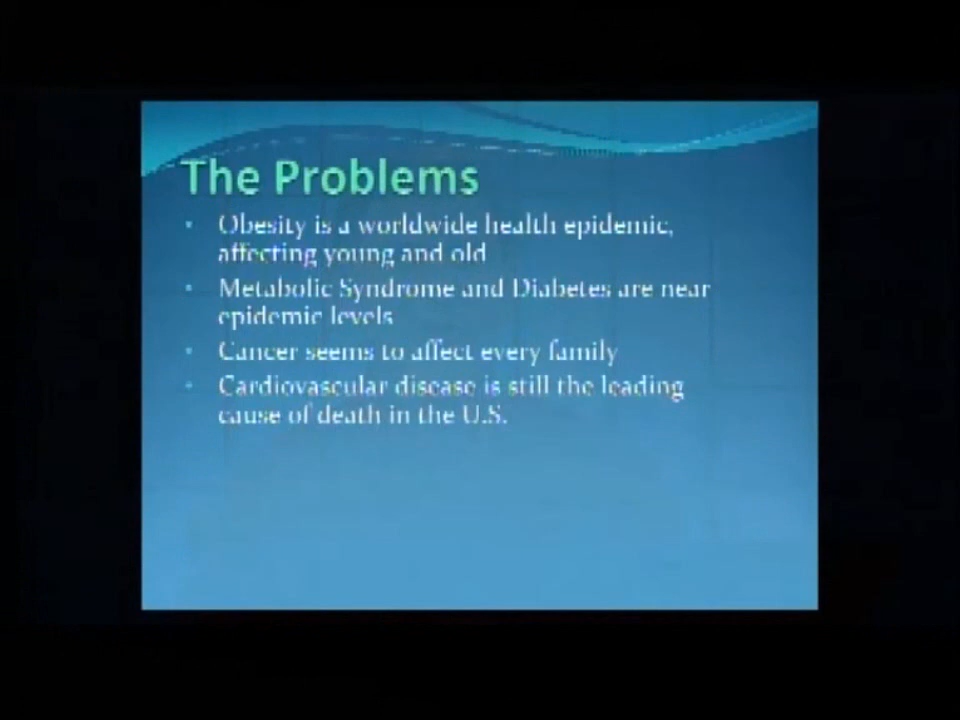 The Problems
• Obesity is a worldwide health epidemic,
affecting young and old
• Metabolic Syndrome and Diabetes are near
epidemic levels
• Cancer seems to affect every family
• Cardiovascular disease is still the leading
cause of death in the U.S.